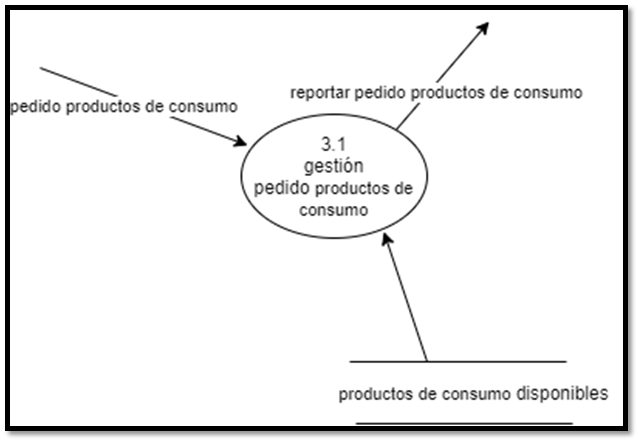 reportar pedido productos de consumo
pedido productos de consumo
3.1
gestión
pedido productos de
consumo
productos de consumo disponibles